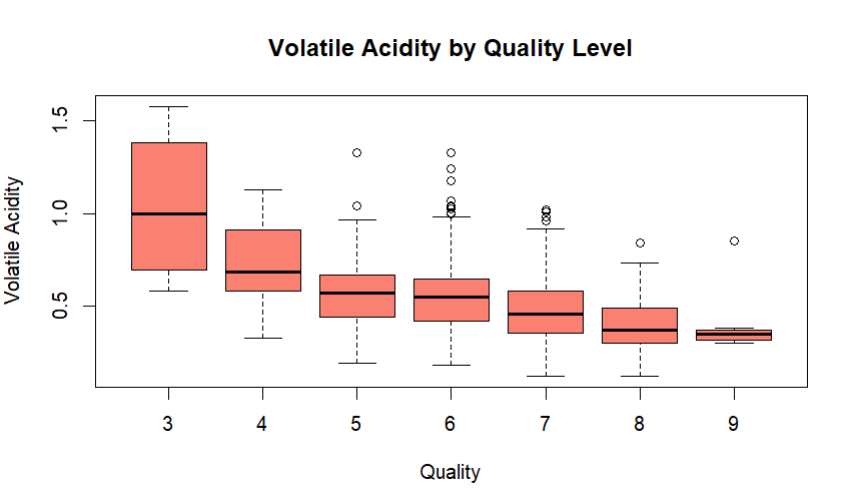 Volatile Acidity by Quality Level
Volatile Acidity
1.5
1.0
0.5
3 4 5 6 7 8 9
Quality